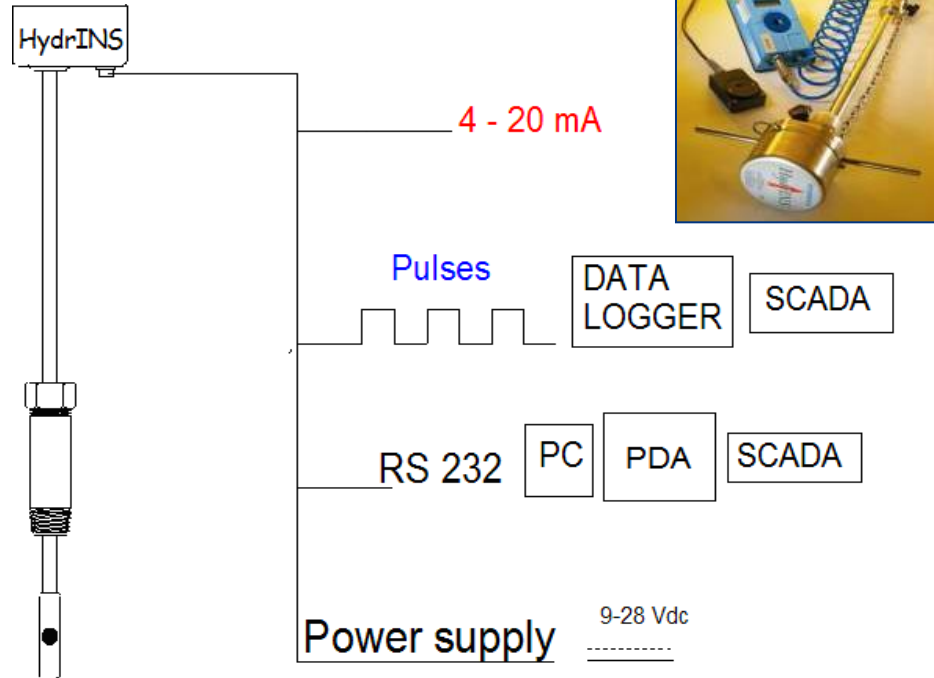 HydrINS
4 - 20 mA
Pulses
DATA
LOGGER
SCADA
RS 232
PC
PDA
SCADA
Power supply
9-28 Vdc